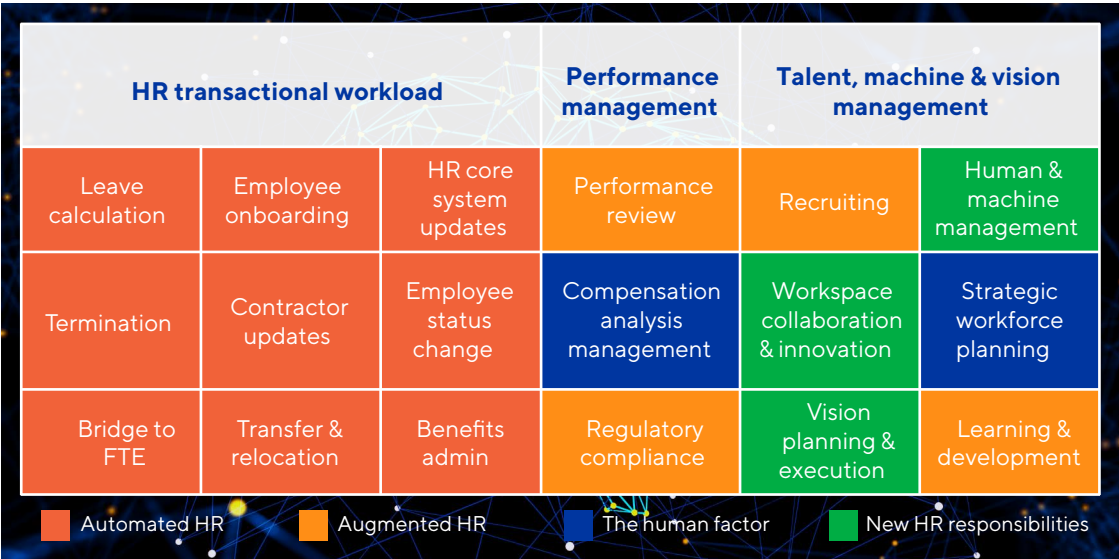 HR transactional workload
Performance
management
Talent, machine & vision
management
Leave
calculation
Employee
onboarding
HR core
system
updates
Performance
review
Recruiting
Human &
machine
management
Termination
Contractor
updates
Employee
status
change
Compensation
analysis
management
Workspace
collaboration
& innovation
Strategic
workforce
planning
Bridge to
FTE
Transfer &
relocation
Benefits
admin
Regulatory
compliance
Vision
planning &
execution
Learning &
development
Automated HR
Augmented HR
The human factor
New HR responsibilities